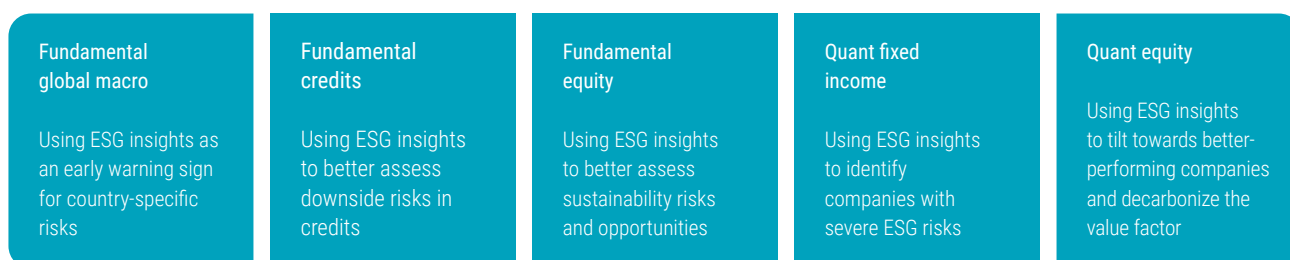 Fundamental
global macro
Using ESG insights as
an early warning sign
for country-specific
risks
Fundamental
credits
Using ESG insights
to better assess
downside risks in
credits
Fundamental
equity
Using ESG insights
to better assess
sustainability risks
and opportunities
Quant fixed
income
Using ESG insights
to identify
companies with
severe ESG risks
Quant equity
Using ESG insights
to tilt towards better-
performing companies
and decarbonize the
value factor